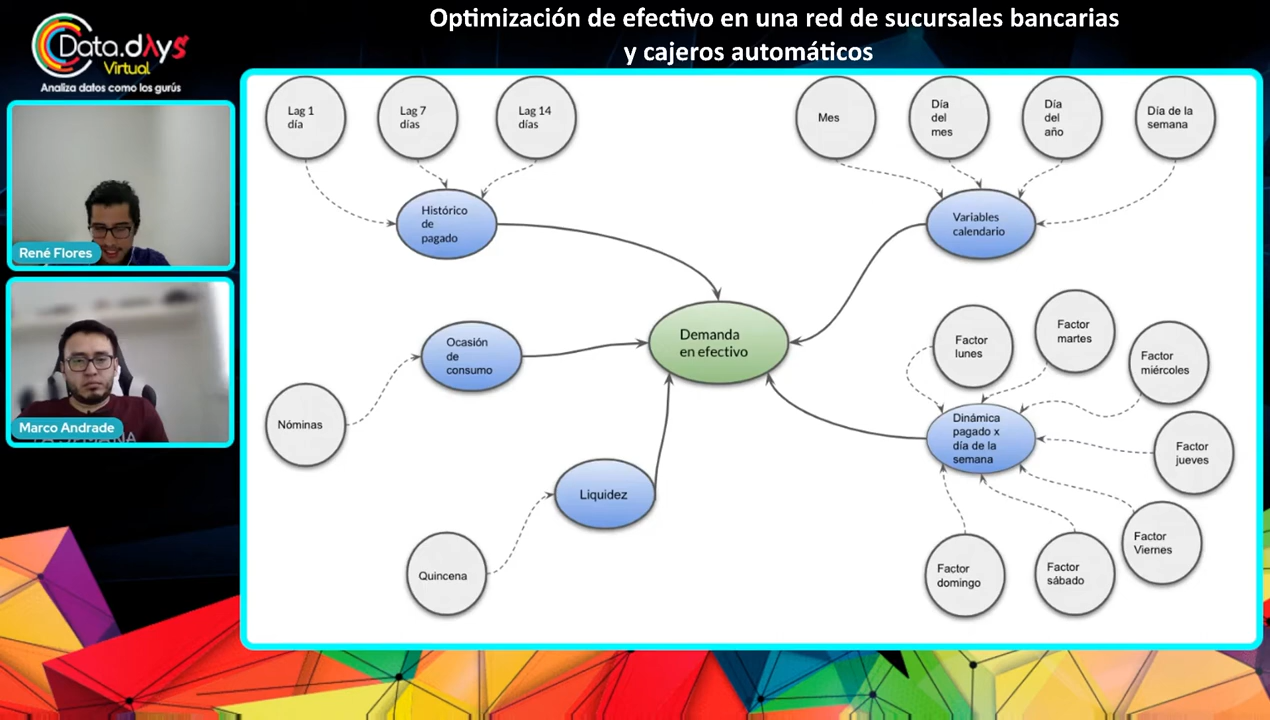 Optimización de efectivo en una red de sucursales bancarias
y cajeros automáticos
Data.dAys
Virtual
Analiza datos como los gurús
René Flores
Marco Andrade
LA SEMANA
Lag 1
día
Lag 7
días
Lag 14
días
Histórico
de
pagado
Mes
Día
del
mes
Día
del
año
Día de la
semana
Variables
calendario
Demanda
en efectivo
Ocasión
de
consumo
Nóminas
Liquidez
Quincena
Factor
lunes
Factor
martes
Factor
miércoles
Dinámica
pagado x
día de la
semana
Factor
jueves
Factor
Viernes
Factor
sábado
Factor
domingo